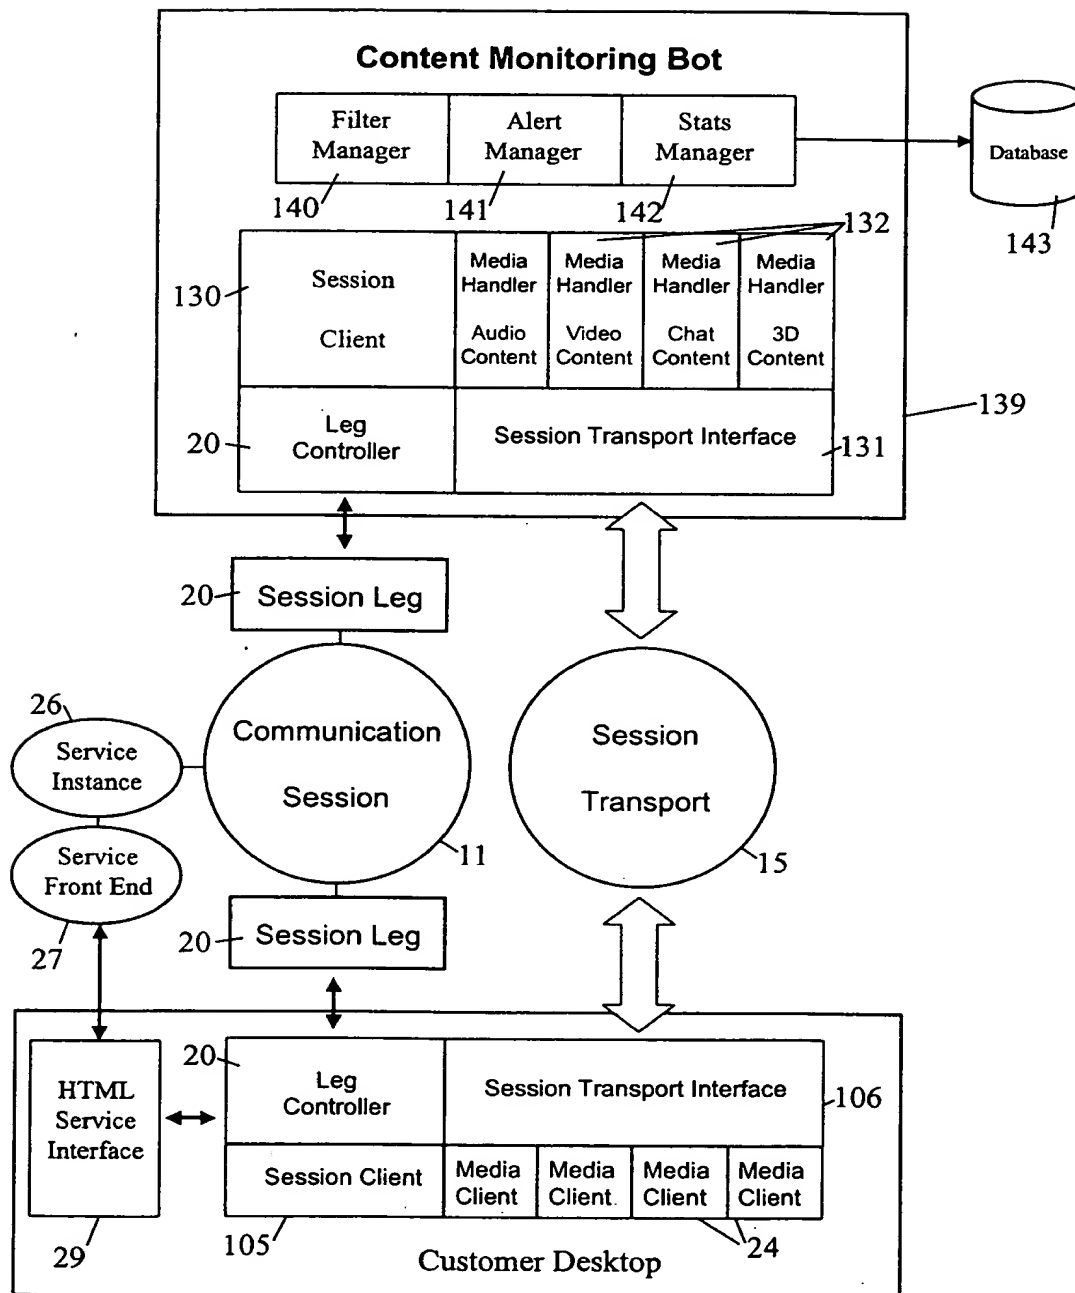 Content Monitoring Bot
Filter
Manager
Alert
Manager
Stats
Manager
Database
140
141
142
143
132
130
Session
Client
Media
Handler
Audio
Content
Media
Handler
Video
Content
Media
Handler
Chat
Content
Media
Handler
3D
Content
139
20
Leg
Controller
Session Transport Interface
131
20
Session Leg
26
Service
Instance
Communication
Session
11
Session
Transport
15
Service
Front End
27
20
Session Leg
HTML
Service
Interface
29
20
Leg
Controller
Session Transport Interface
106
Session Client
Media
Client
Media
Client
Media
Client
Media
Client
105
24
Customer Desktop